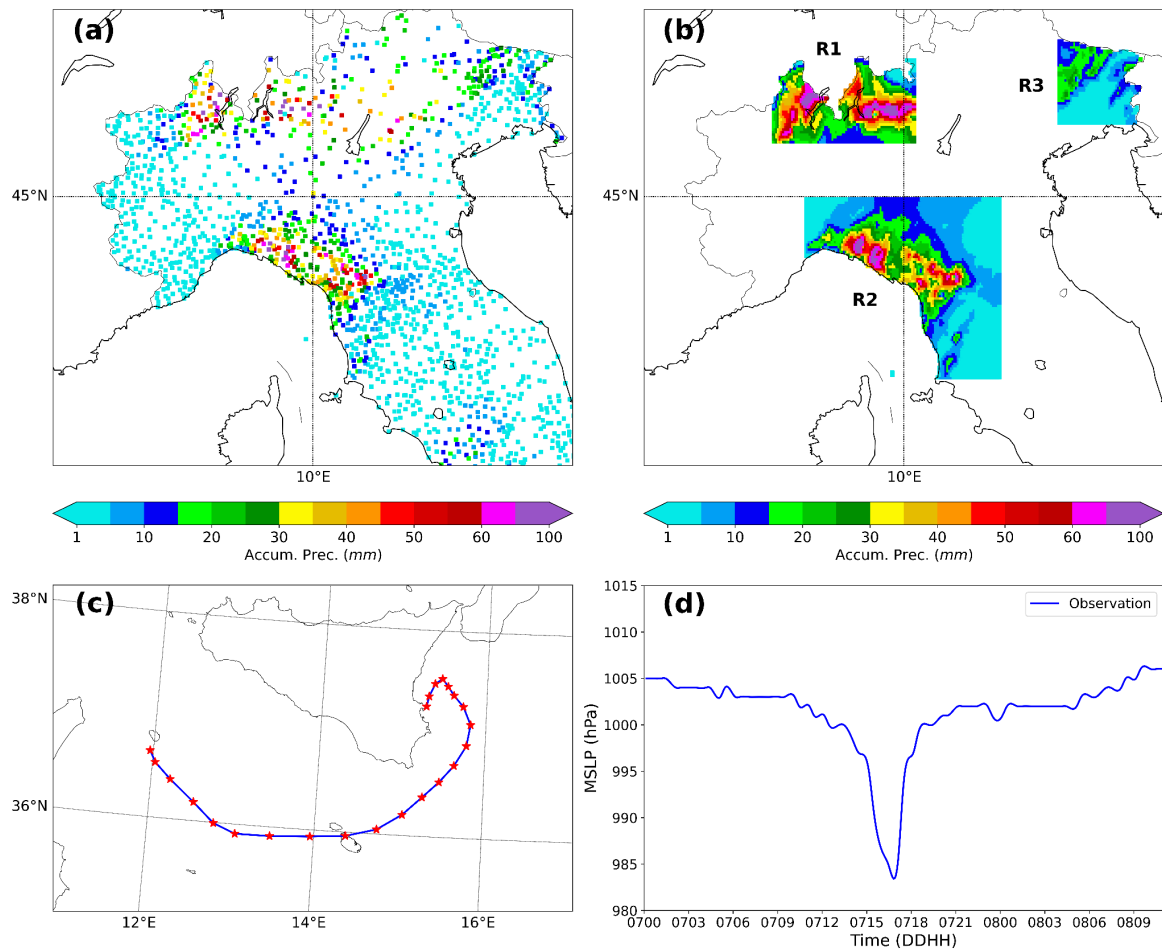 (a)
45°N
10°E
1 10 20 30 40 50 60 100
Accum. Prec. (mm)
(b)
R1
R3
R2
10°E
1 10 20 30 40 50 60 100
Accum. Prec. (mm)
(c)
38°N
36°N
12°E 14°E 16°E
(d)
Observation
MSLP (hPa)
1015
1010
1005
1000
995
990
985
980
0700 0703 0706 0709 0712 0715 0718 0721 0800 0803 0806 0809
Time (DDHH)